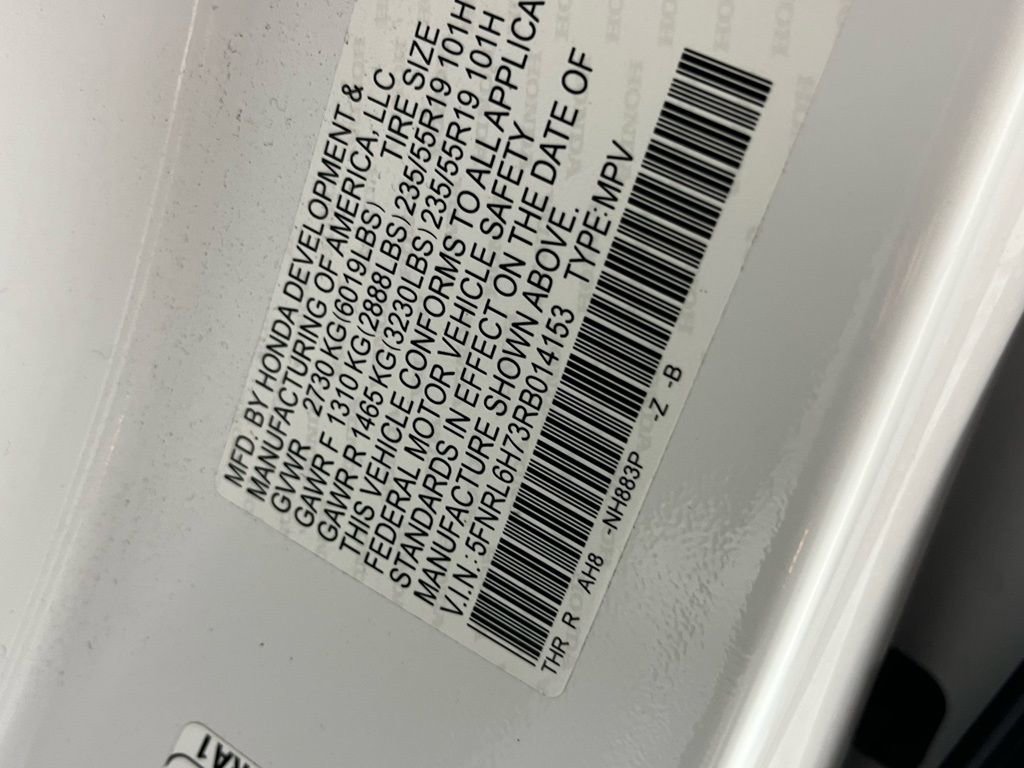 MFD. BY HONDA DEVELOPMENT &
MANUFACTURING OF AMERICA, LLC
GVWR 2730 KG(6019LBS) TIRE SIZE
GAWR F 1310 KG(2888LBS) 235/55R19 101H
GAWR R 1465 KG(3230LBS) 235/55R19 101H
THIS VEHICLE CONFORMS TO ALL APPLICA
FEDERAL MOTOR VEHICLE SAFETY
STANDARDS IN EFFECT ON THE DATE OF
MANUFACTURE SHOWN ABOVE.
V.I.N.: 5FNRL6H73RB014153 TYPE: MPV
THR R AH8 -NH883P -Z -B
RA1